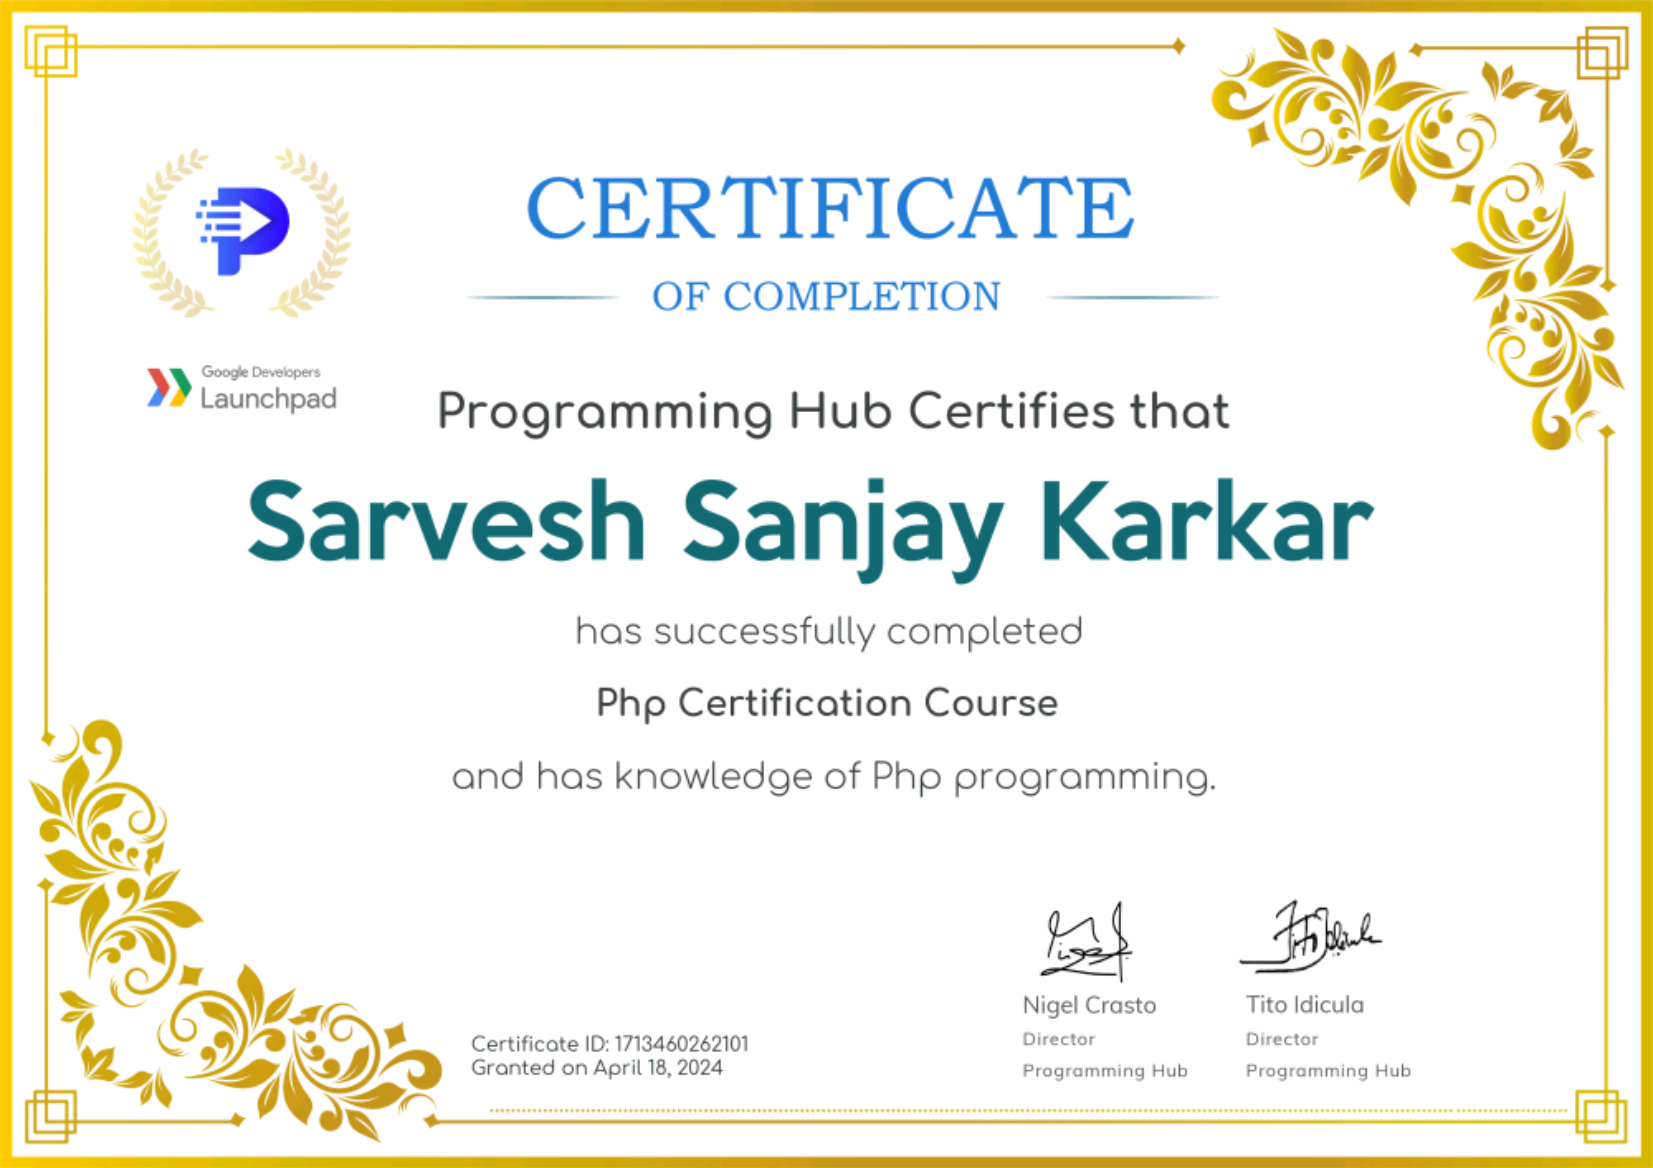 CERTIFICATE
OF COMPLETION
Google Developers
Launchpad
Programming Hub Certifies that
Sarvesh Sanjay Karkar
has successfully completed
Php Certification Course
and has knowledge of Php programming.
Certificate ID: 1713460262101
Granted on April 18, 2024
Nigel Crasto
Director
Programming Hub
Tito Idicula
Director
Programming Hub